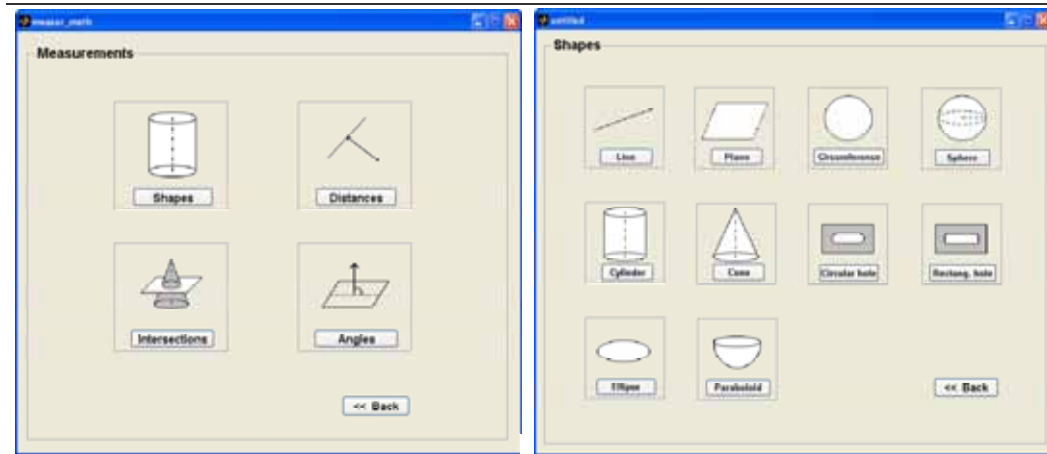 Measurements
Shapes
Distances
Intersections
Angles
<< Back
untitled
Shapes
Line
Plane
Circumference
Sphere
Cylinder
Cone
Circular hole
Rectang. hole
Ellipse
Paraboloid
<< Back